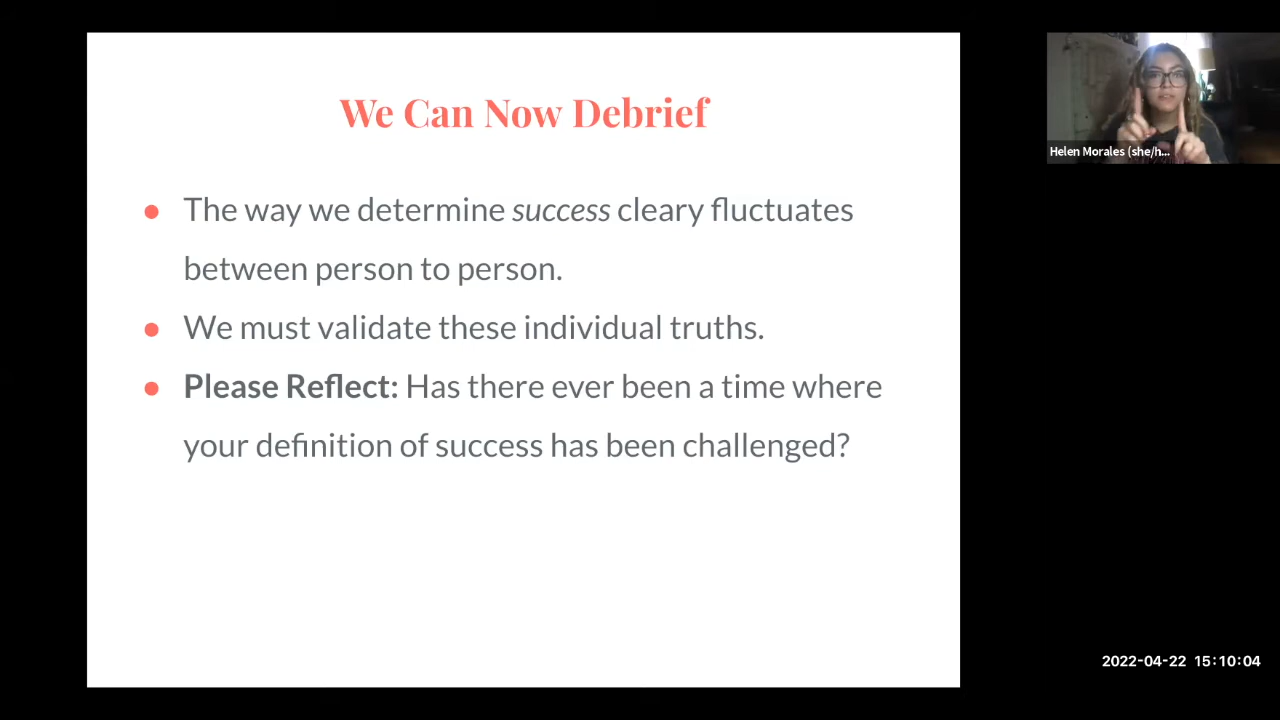 We Can Now Debrief
● The way we determine success cleary fluctuates
between person to person.
● We must validate these individual truths.
● Please Reflect: Has there ever been a time where
your definition of success has been challenged?
Helen Morales (she/h...
2022-04-22 15:10:04